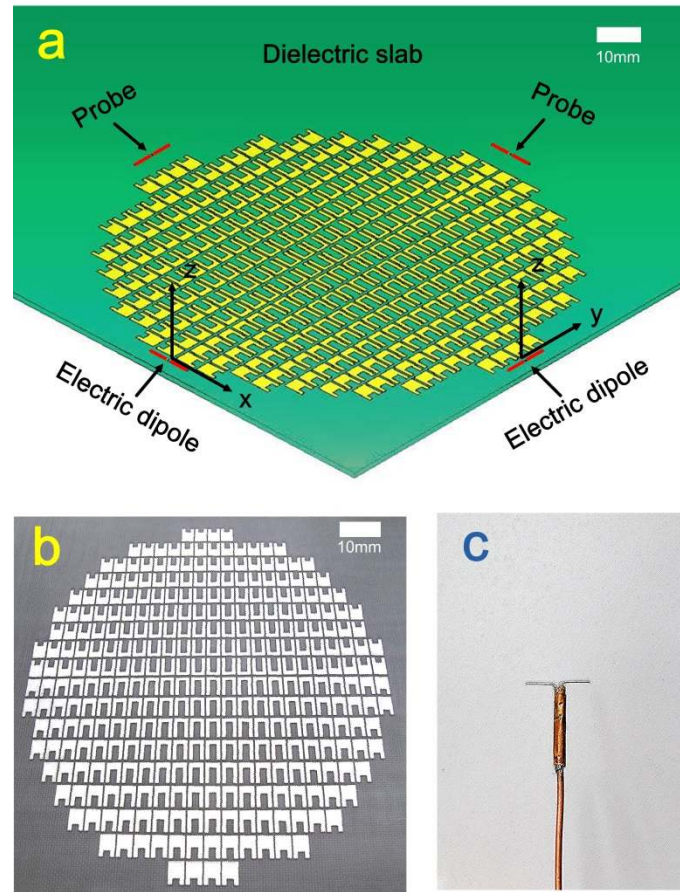 a
Dielectric slab
10mm
Probe
Probe
z
z
y
x
Electric dipole
Electric dipole
b
10mm
c